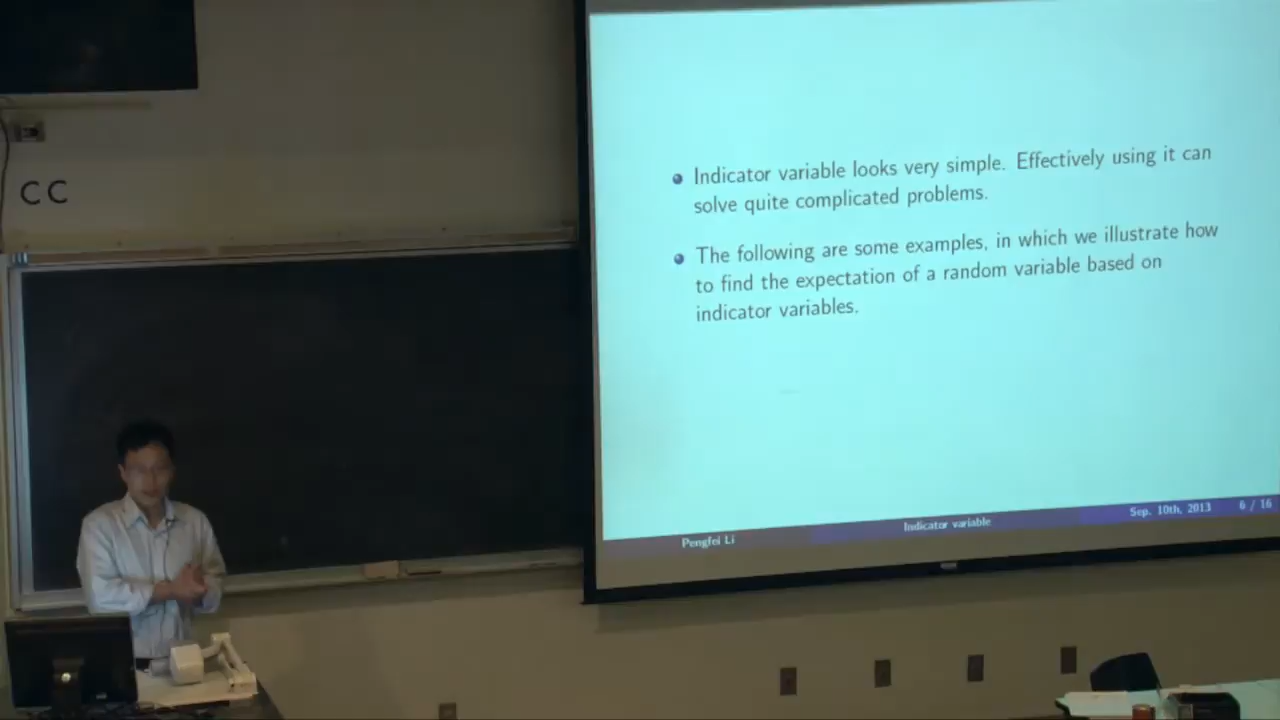 CC
Indicator variable looks very simple. Effectively using it can
solve quite complicated problems.
The following are some examples, in which we illustrate how
to find the expectation of a random variable based on
indicator variables.
Pengfei Li
Indicator variable
Sep. 10th, 2013
6 / 16